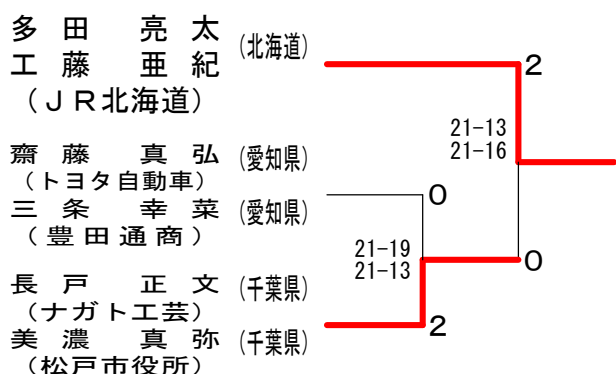 多田 亮太 (北海道)
工藤 亜紀
(JR北海道)
2
21-13
21-16
齋藤 真弘 (愛知県)
(トヨタ自動車)
0
三条 幸菜 (愛知県)
(豊田通商)
21-19
21-13
0
長戸 正文 (千葉県)
(ナガト工芸)
2
美濃 真弥 (千葉県)
(松戸市役所)